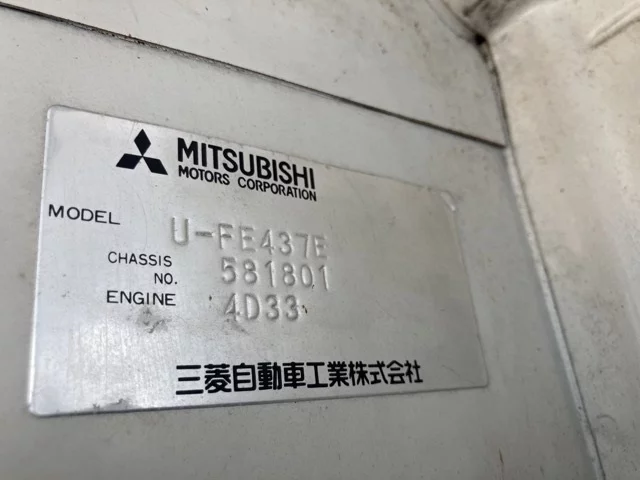 MITSUBISHI
MOTORS CORPORATION
MODEL U-FE437E
CHASSIS NO. 581801
ENGINE 4D33
三菱自動車工業株式会社